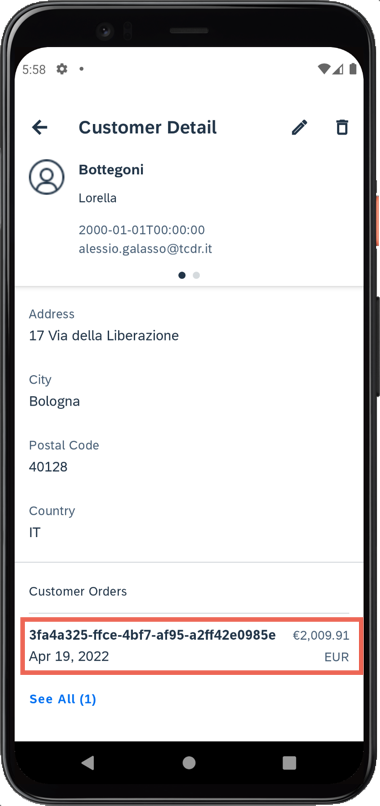 5:58
Customer Detail
Bottegoni
Lorella
2000-01-01T00:00:00
alessio.galasso@tcdr.it
Address
17 Via della Liberazione
City
Bologna
Postal Code
40128
Country
IT
Customer Orders
3fa4a325-ffce-4bf7-af95-a2ff42e0985e €2,009.91
Apr 19, 2022 EUR
See All (1)